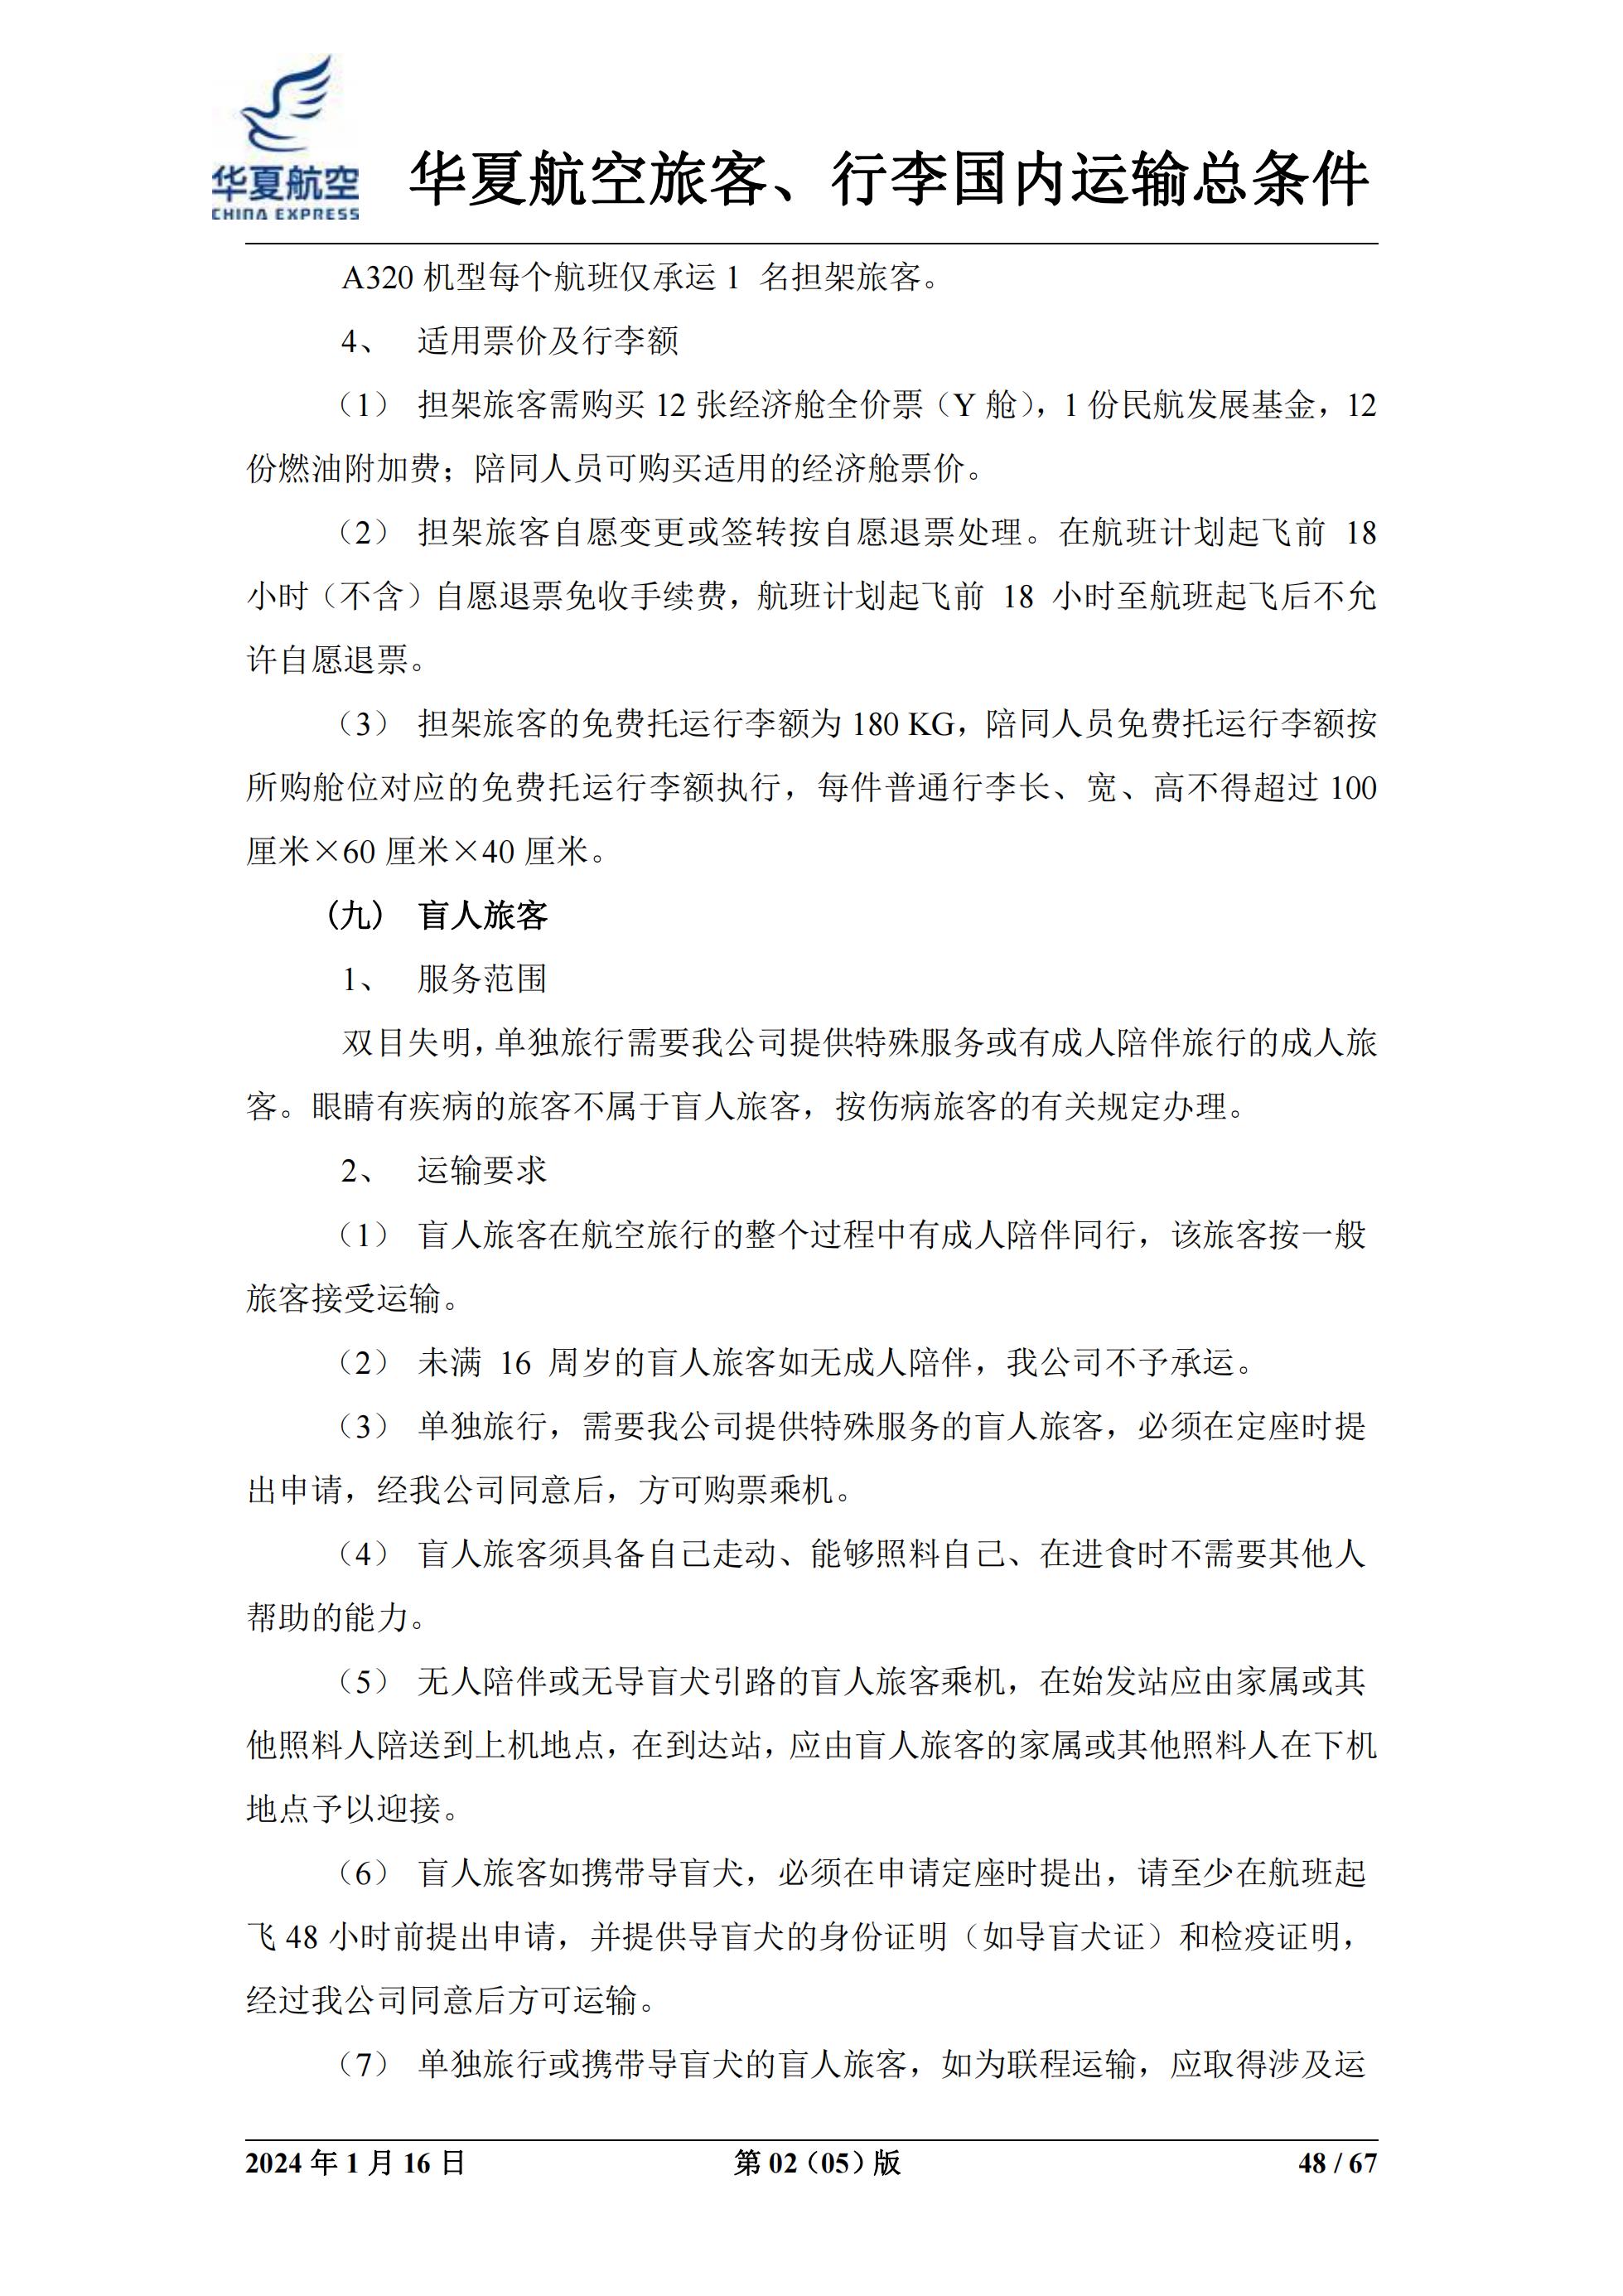 华夏航空
CHINA EXPRESS
华夏航空旅客、行李国内运输总条件
A320 机型每个航班仅承运 1 名担架旅客。
4、 适用票价及行李额
（1） 担架旅客需购买 12 张经济舱全价票（Y 舱），1 份民航发展基金，12
份燃油附加费；陪同人员可购买适用的经济舱票价。
（2） 担架旅客自愿变更或签转按自愿退票处理。在航班计划起飞前 18
小时（不含）自愿退票免收手续费，航班计划起飞前 18 小时至航班起飞后不允
许自愿退票。
（3） 担架旅客的免费托运行李额为 180 KG，陪同人员免费托运行李额按
所购舱位对应的免费托运行李额执行，每件普通行李长、宽、高不得超过 100
厘米×60 厘米×40 厘米。
（九） 盲人旅客
1、 服务范围
双目失明，单独旅行需要我公司提供特殊服务或有成人陪伴旅行的成人旅
客。眼睛有疾病的旅客不属于盲人旅客，按伤病旅客的有关规定办理。
2、 运输要求
（1） 盲人旅客在航空旅行的整个过程中有成人陪伴同行，该旅客按一般
旅客接受运输。
（2） 未满 16 周岁的盲人旅客如无成人陪伴，我公司不予承运。
（3） 单独旅行，需要我公司提供特殊服务的盲人旅客，必须在定座时提
出申请，经我公司同意后，方可购票乘机。
（4） 盲人旅客须具备自己走动、能够照料自己、在进食时不需要其他人
帮助的能力。
（5） 无人陪伴或无导盲犬引路的盲人旅客乘机，在始发站应由家属或其
他照料人陪送到上机地点，在到达站，应由盲人旅客的家属或其他照料人在下机
地点予以迎接。
（6） 盲人旅客如携带导盲犬，必须在申请定座时提出，请至少在航班起
飞 48 小时前提出申请，并提供导盲犬的身份证明（如导盲犬证）和检疫证明，
经过我公司同意后方可运输。
（7） 单独旅行或携带导盲犬的盲人旅客，如为联程运输，应取得涉及运
2024 年 1 月 16 日 第 02（05）版 48 / 67